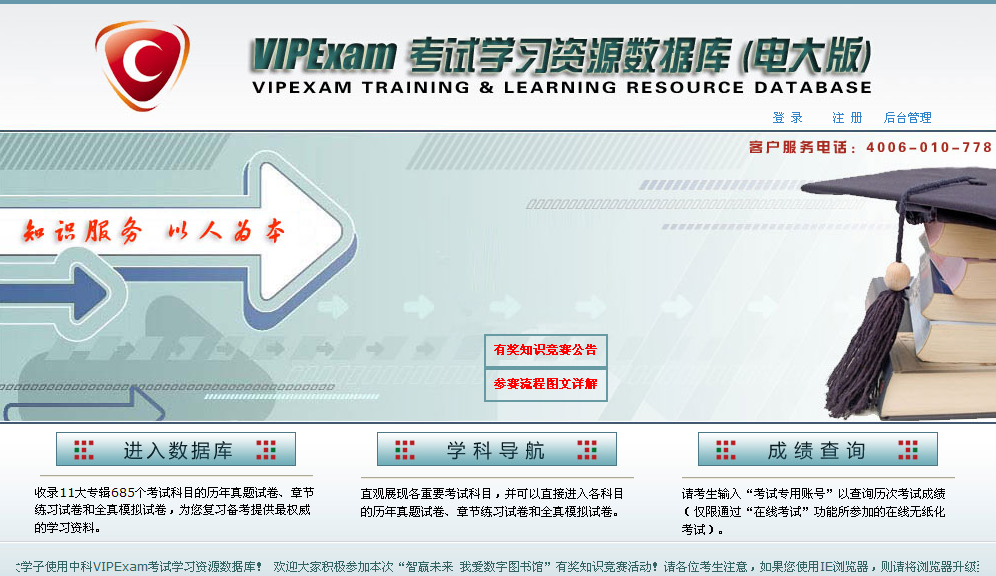 VIPExam 考试学习资源数据库(电大版)
VIPEXAM TRAINING & LEARNING RESOURCE DATABASE
登 录 注 册 后台管理
客户服务电话：4006-010-778
知识服务 以人为本
有奖知识竞赛公告
参赛流程图文详解
进入数据库
学科导航
成绩查询
收录11大专辑685个考试科目的历年真题试卷、章节
练习试卷和全真模拟试卷，为您复习备考提供最权威
的学习资料。
直观展现各重要考试科目，并可以直接进入各科目
的历年真题试卷、章节练习试卷和全真模拟试卷。
请考生输入“考试专用账号”以查询历次考试成绩
（仅限通过“在线考试”功能所参加的在线无纸化
考试）。
学子使用中科VIPExam考试学习资源数据库！ 欢迎大家积极参加本次“智赢未来 我爱数字图书馆”有奖知识竞赛活动！请各位考生注意，如果您使用IE浏览器，则请将浏览器升级